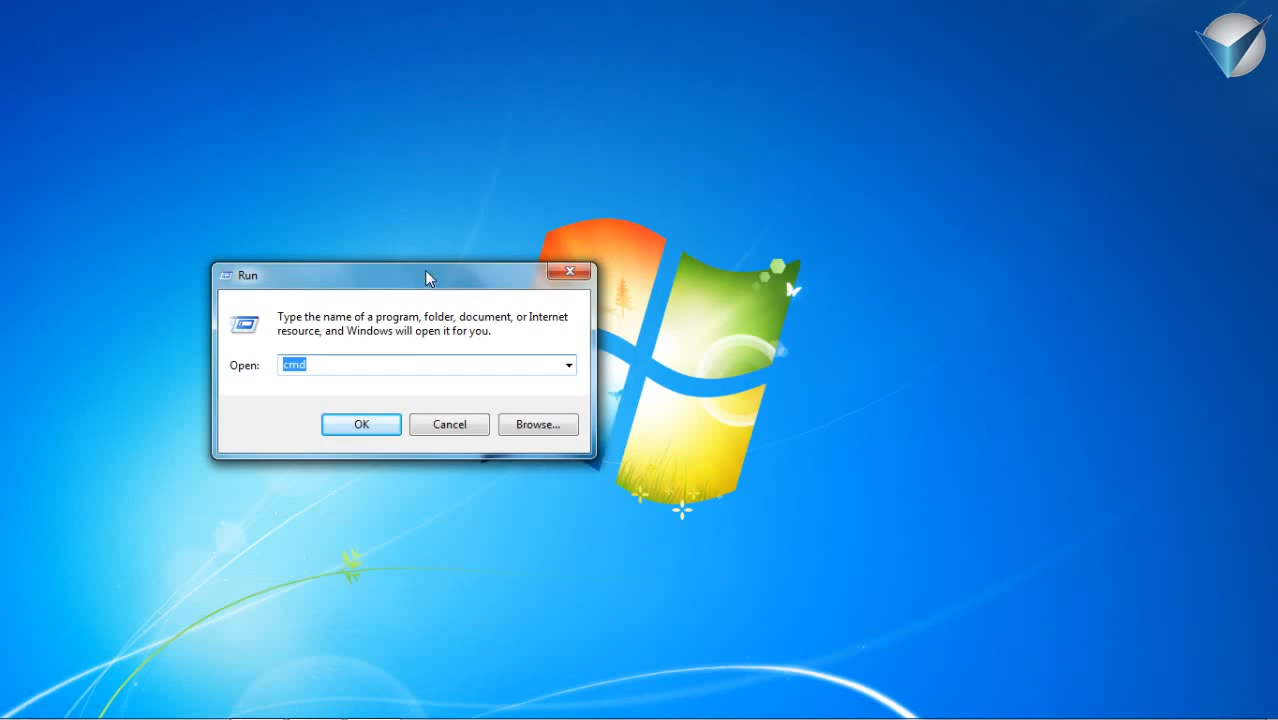 Run
Type the name of a program, folder, document, or Internet
resource, and Windows will open it for you.
Open: cmd
OK Cancel Browse...